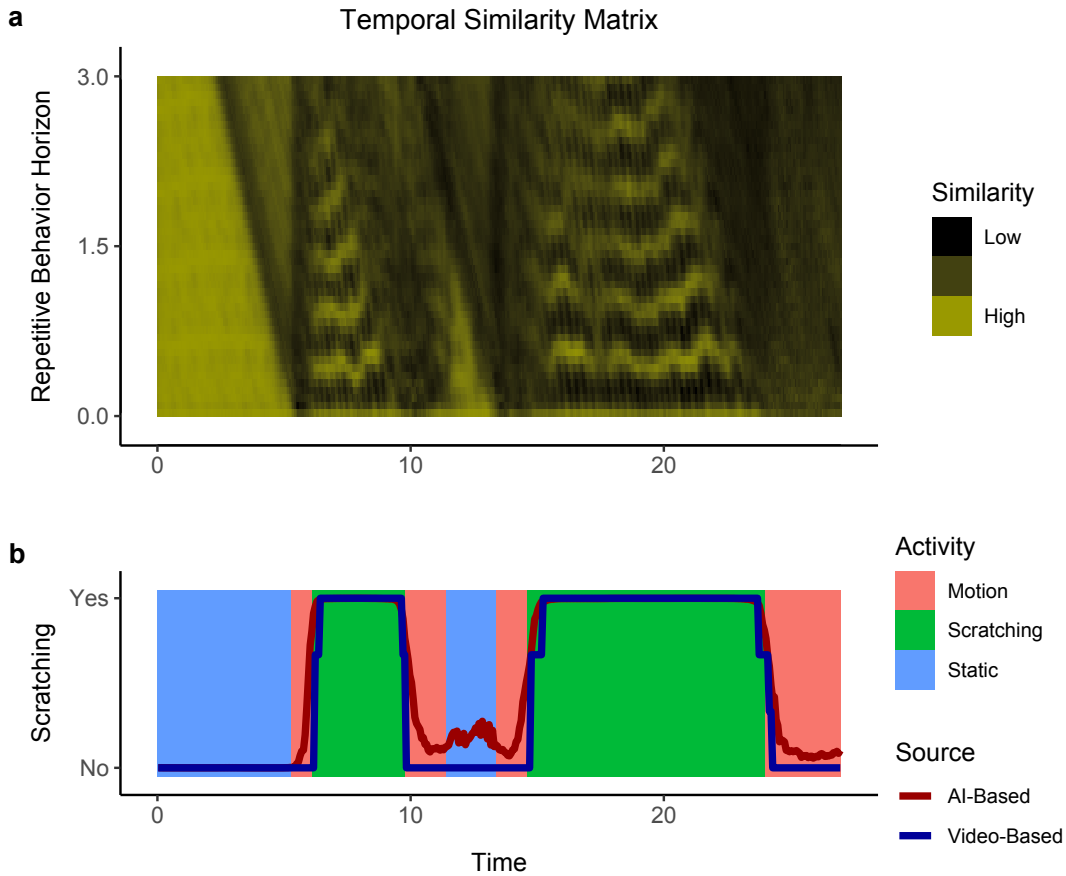 a
Temporal Similarity Matrix
Repetitive Behavior Horizon
3.0
1.5
0.0
0
10
20
Similarity
Low
High
b
Scratching
Yes
No
0
10
20
Time
Activity
Motion
Scratching
Static
Source
AI-Based
Video-Based